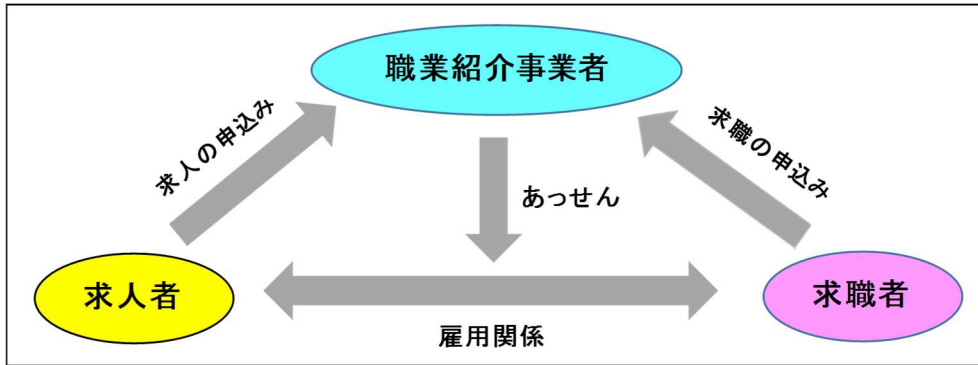 職業紹介事業者
求人の申込み
求職の申込み
あっせん
求人者
求職者
雇用関係